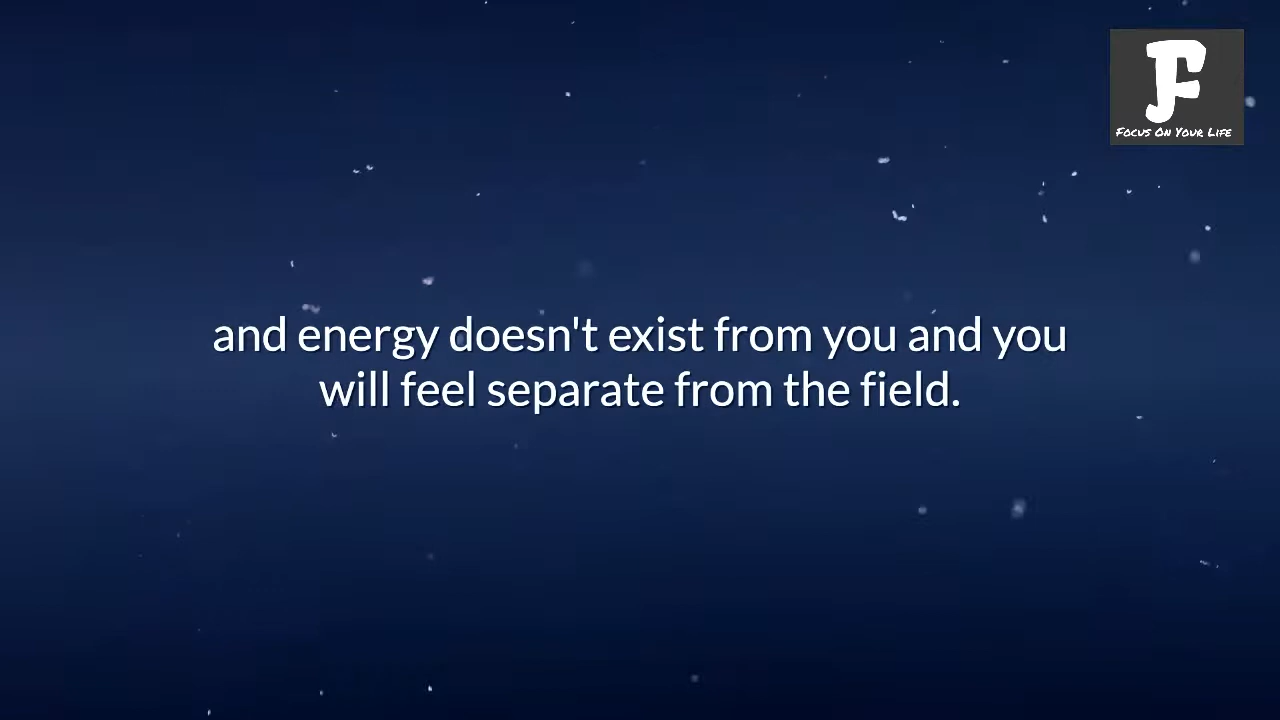 FOCUS ON YOUR LIFE
and energy doesn't exist from you and you
will feel separate from the field.